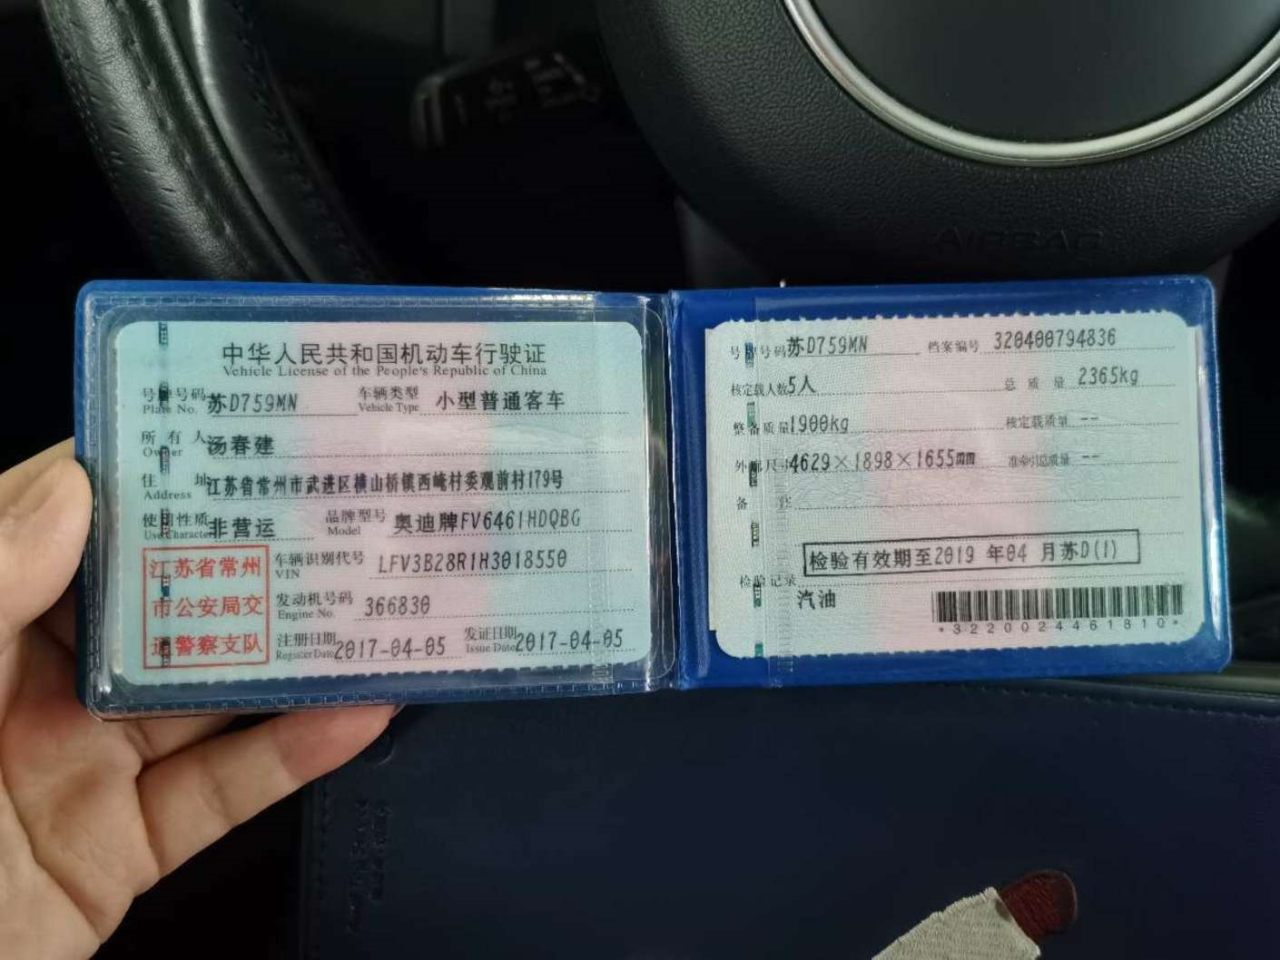 中华人民共和国机动车行驶证
Vehicle License of the People's Republic of China
号牌号码 苏D759MN 车辆类型 小型普通客车
Plate No. Vehicle Type
所有人 汤春建
Owner
住址 江苏省常州市武进区横山桥镇西崦村委观前村179号
Address
使用性质 非营运 品牌型号 奥迪牌FV6461HDQBG
Use Character Model
江苏省常州
市公安局交
通警察支队
车辆识别代号 LFV3B28R1H3018550
VIN
发动机号码 366830
Engine No.
注册日期 2017-04-05 发证日期 2017-04-05
Register Date Issue Date
号牌号码 苏D759MN 档案编号 320400794836
核定载人数 5人 总质量 2365kg
整备质量 1900kg 核定载质量 --
外廓尺寸 4629×1898×1655 准牵引总质量 --
备注
检验有效期至2019 年04 月苏D(1)
检验记录
汽油
*3220024461810*
AIRBAG